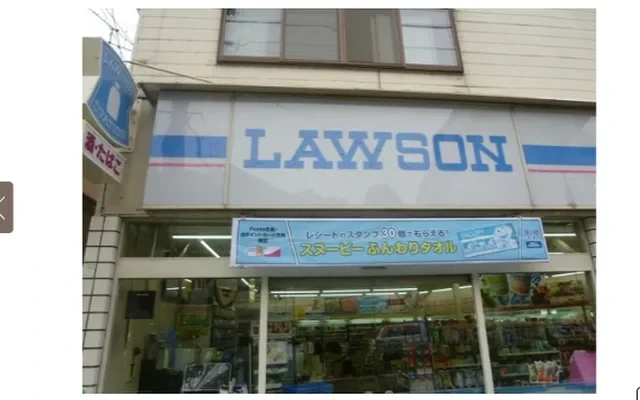 LAWSON
酒・たばこ
レシートのスタンプ30個でもらえる!
スヌーピー ふんわりタオル